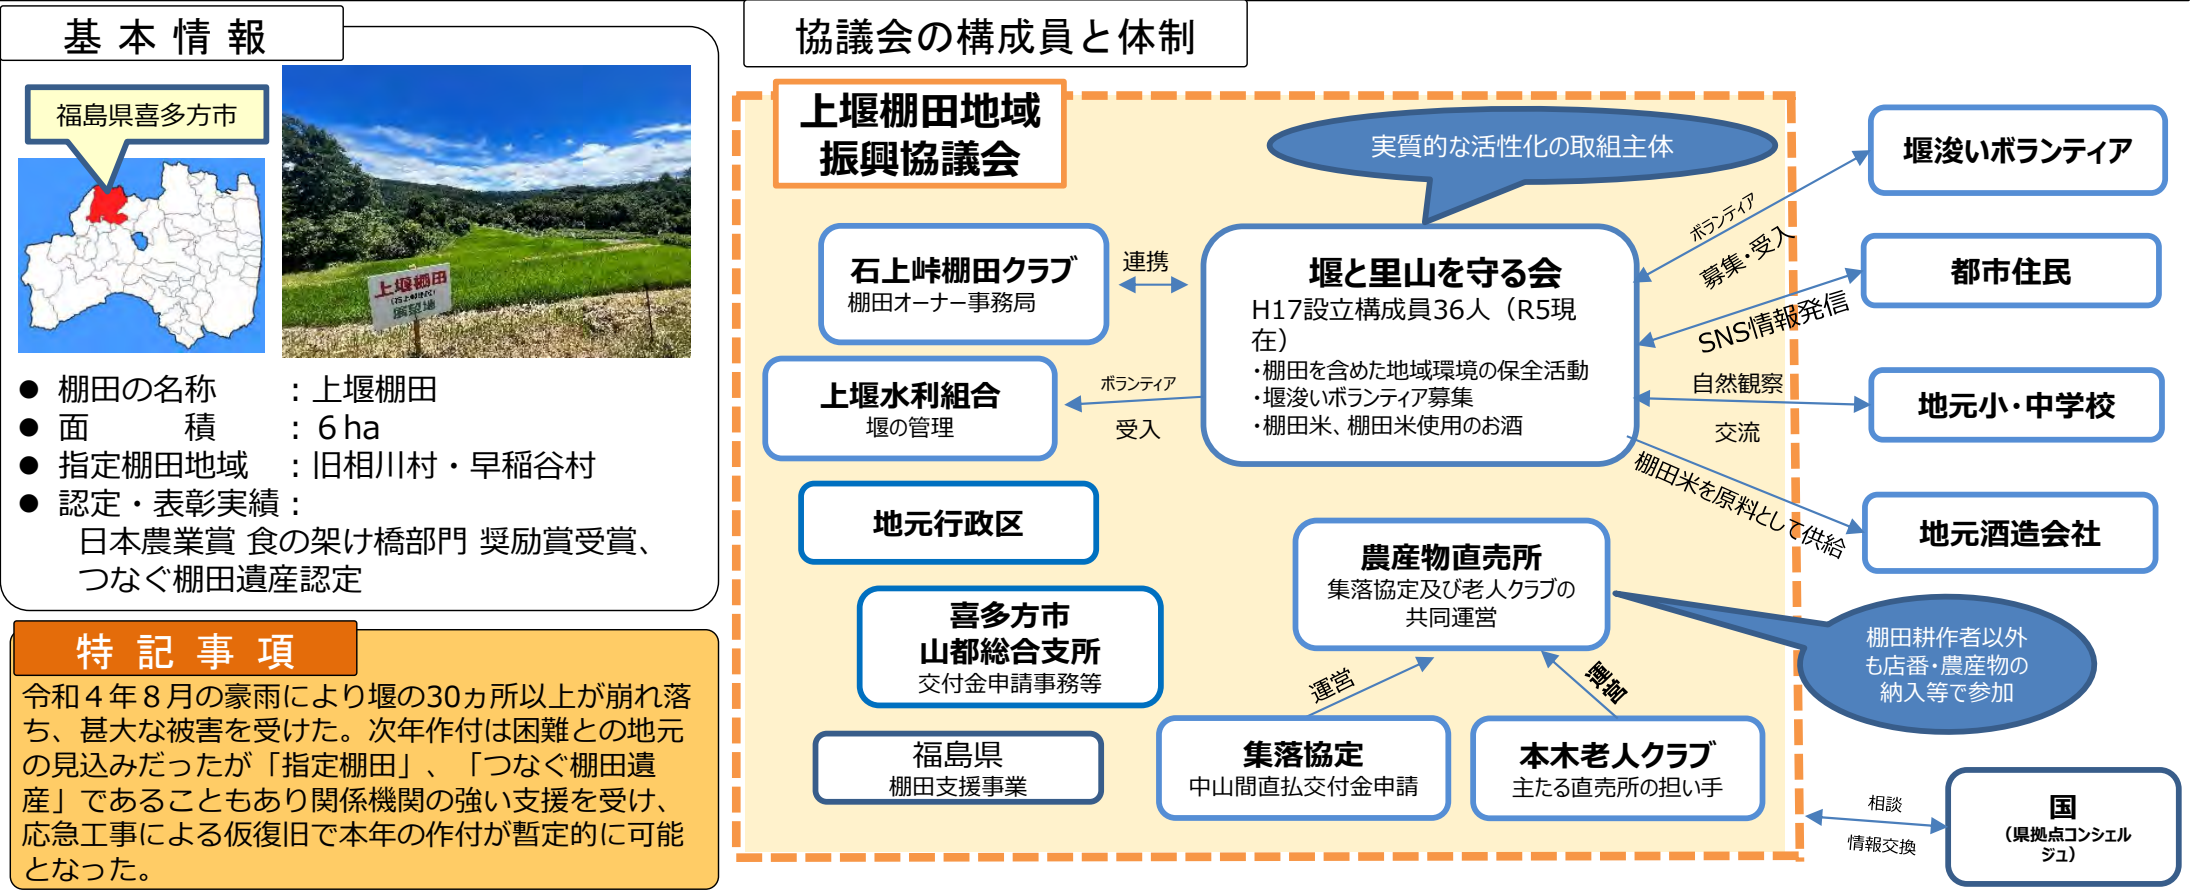 基本情報
福島県喜多方市
上堰棚田
展望場
● 棚田の名称 ：上堰棚田
● 面 積 ：６ha
● 指定棚田地域 ：旧相川村・早稲谷村
● 認定・表彰実績：
日本農業賞 食の架け橋部門 奨励賞受賞、
つなぐ棚田遺産認定
特記事項
令和４年８月の豪雨により堰の30ヵ所以上が崩れ落
ち、甚大な被害を受けた。次年作付は困難との地元
の見込みだったが「指定棚田」、「つなぐ棚田遺
産」であることもあり関係機関の強い支援を受け、
応急工事による仮復旧で本年の作付が暫定的に可能
となった。
協議会の構成員と体制
上堰棚田地域
振興協議会
実質的な活性化の取組主体
石上峠棚田クラブ
棚田オーナー事務局
連携
堰と里山を守る会
H17設立構成員36人（R5現
在）
・棚田を含めた地域環境の保全活動
・堰浚いボランティア募集
・棚田米、棚田米使用のお酒
上堰水利組合
堰の管理
ボランティア
受入
地元行政区
喜多方市
山都総合支所
交付金申請事務等
福島県
棚田支援事業
農産物直売所
集落協定及び老人クラブの
共同運営
運営
運営
集落協定
中山間直払交付金申請
本木老人クラブ
主たる直売所の担い手
ボランティア
募集・受入
堰浚いボランティア
SNS情報発信
都市住民
自然観察
交流
地元小・中学校
棚田米を原料として供給
地元酒造会社
棚田耕作者以外
も店番・農産物の
納入等で参加
相談
情報交換
国
（県拠点コンシェル
ジュ）